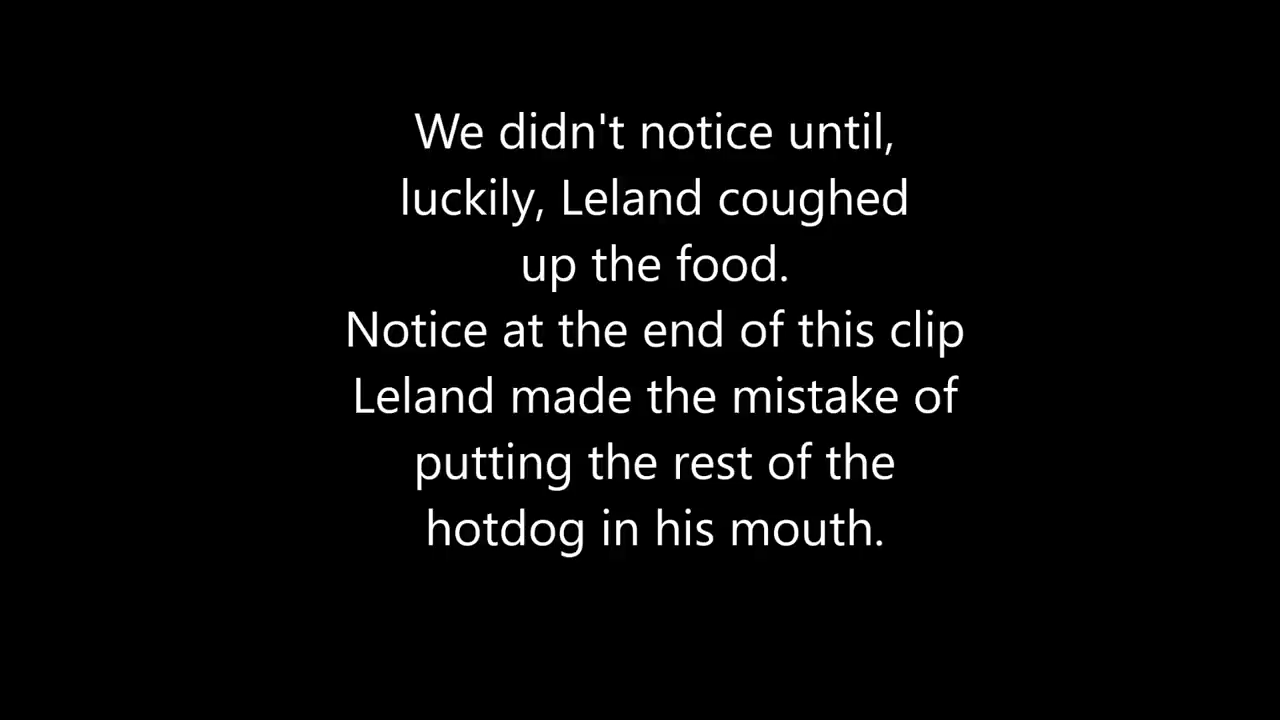 We didn't notice until,
luckily, Leland coughed
up the food.
Notice at the end of this clip
Leland made the mistake of
putting the rest of the
hotdog in his mouth.